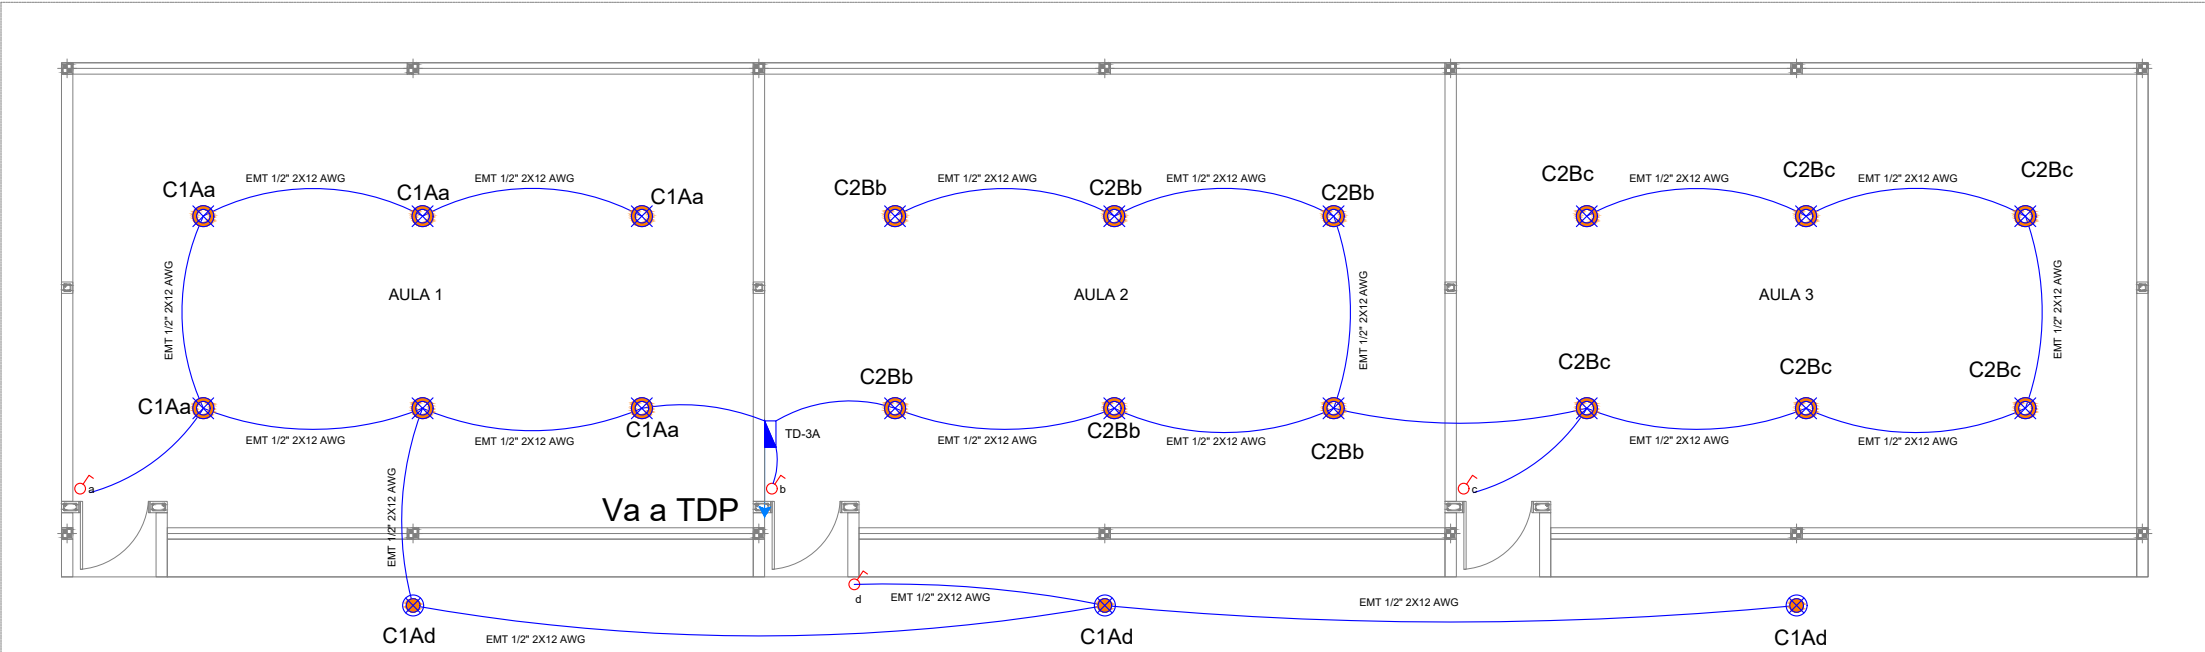 C1Aa
EMT 1/2" 2X12 AWG
C1Aa
EMT 1/2" 2X12 AWG
C1Aa
C2Bb
EMT 1/2" 2X12 AWG
C2Bb
EMT 1/2" 2X12 AWG
C2Bb
C2Bc
EMT 1/2" 2X12 AWG
C2Bc
EMT 1/2" 2X12 AWG
C2Bc
EMT 1/2" 2X12 AWG
AULA 1
AULA 2
EMT 1/2" 2X12 AWG
AULA 3
EMT 1/2" 2X12 AWG
C1Aa
EMT 1/2" 2X12 AWG
EMT 1/2" 2X12 AWG
C1Aa
TD-3A
C2Bb
EMT 1/2" 2X12 AWG
C2Bb
EMT 1/2" 2X12 AWG
C2Bb
C2Bc
EMT 1/2" 2X12 AWG
C2Bc
EMT 1/2" 2X12 AWG
C2Bc
a
EMT 1/2" 2X12 AWG
b
c
Va a TDP
d
EMT 1/2" 2X12 AWG
EMT 1/2" 2X12 AWG
C1Ad
EMT 1/2" 2X12 AWG
C1Ad
C1Ad